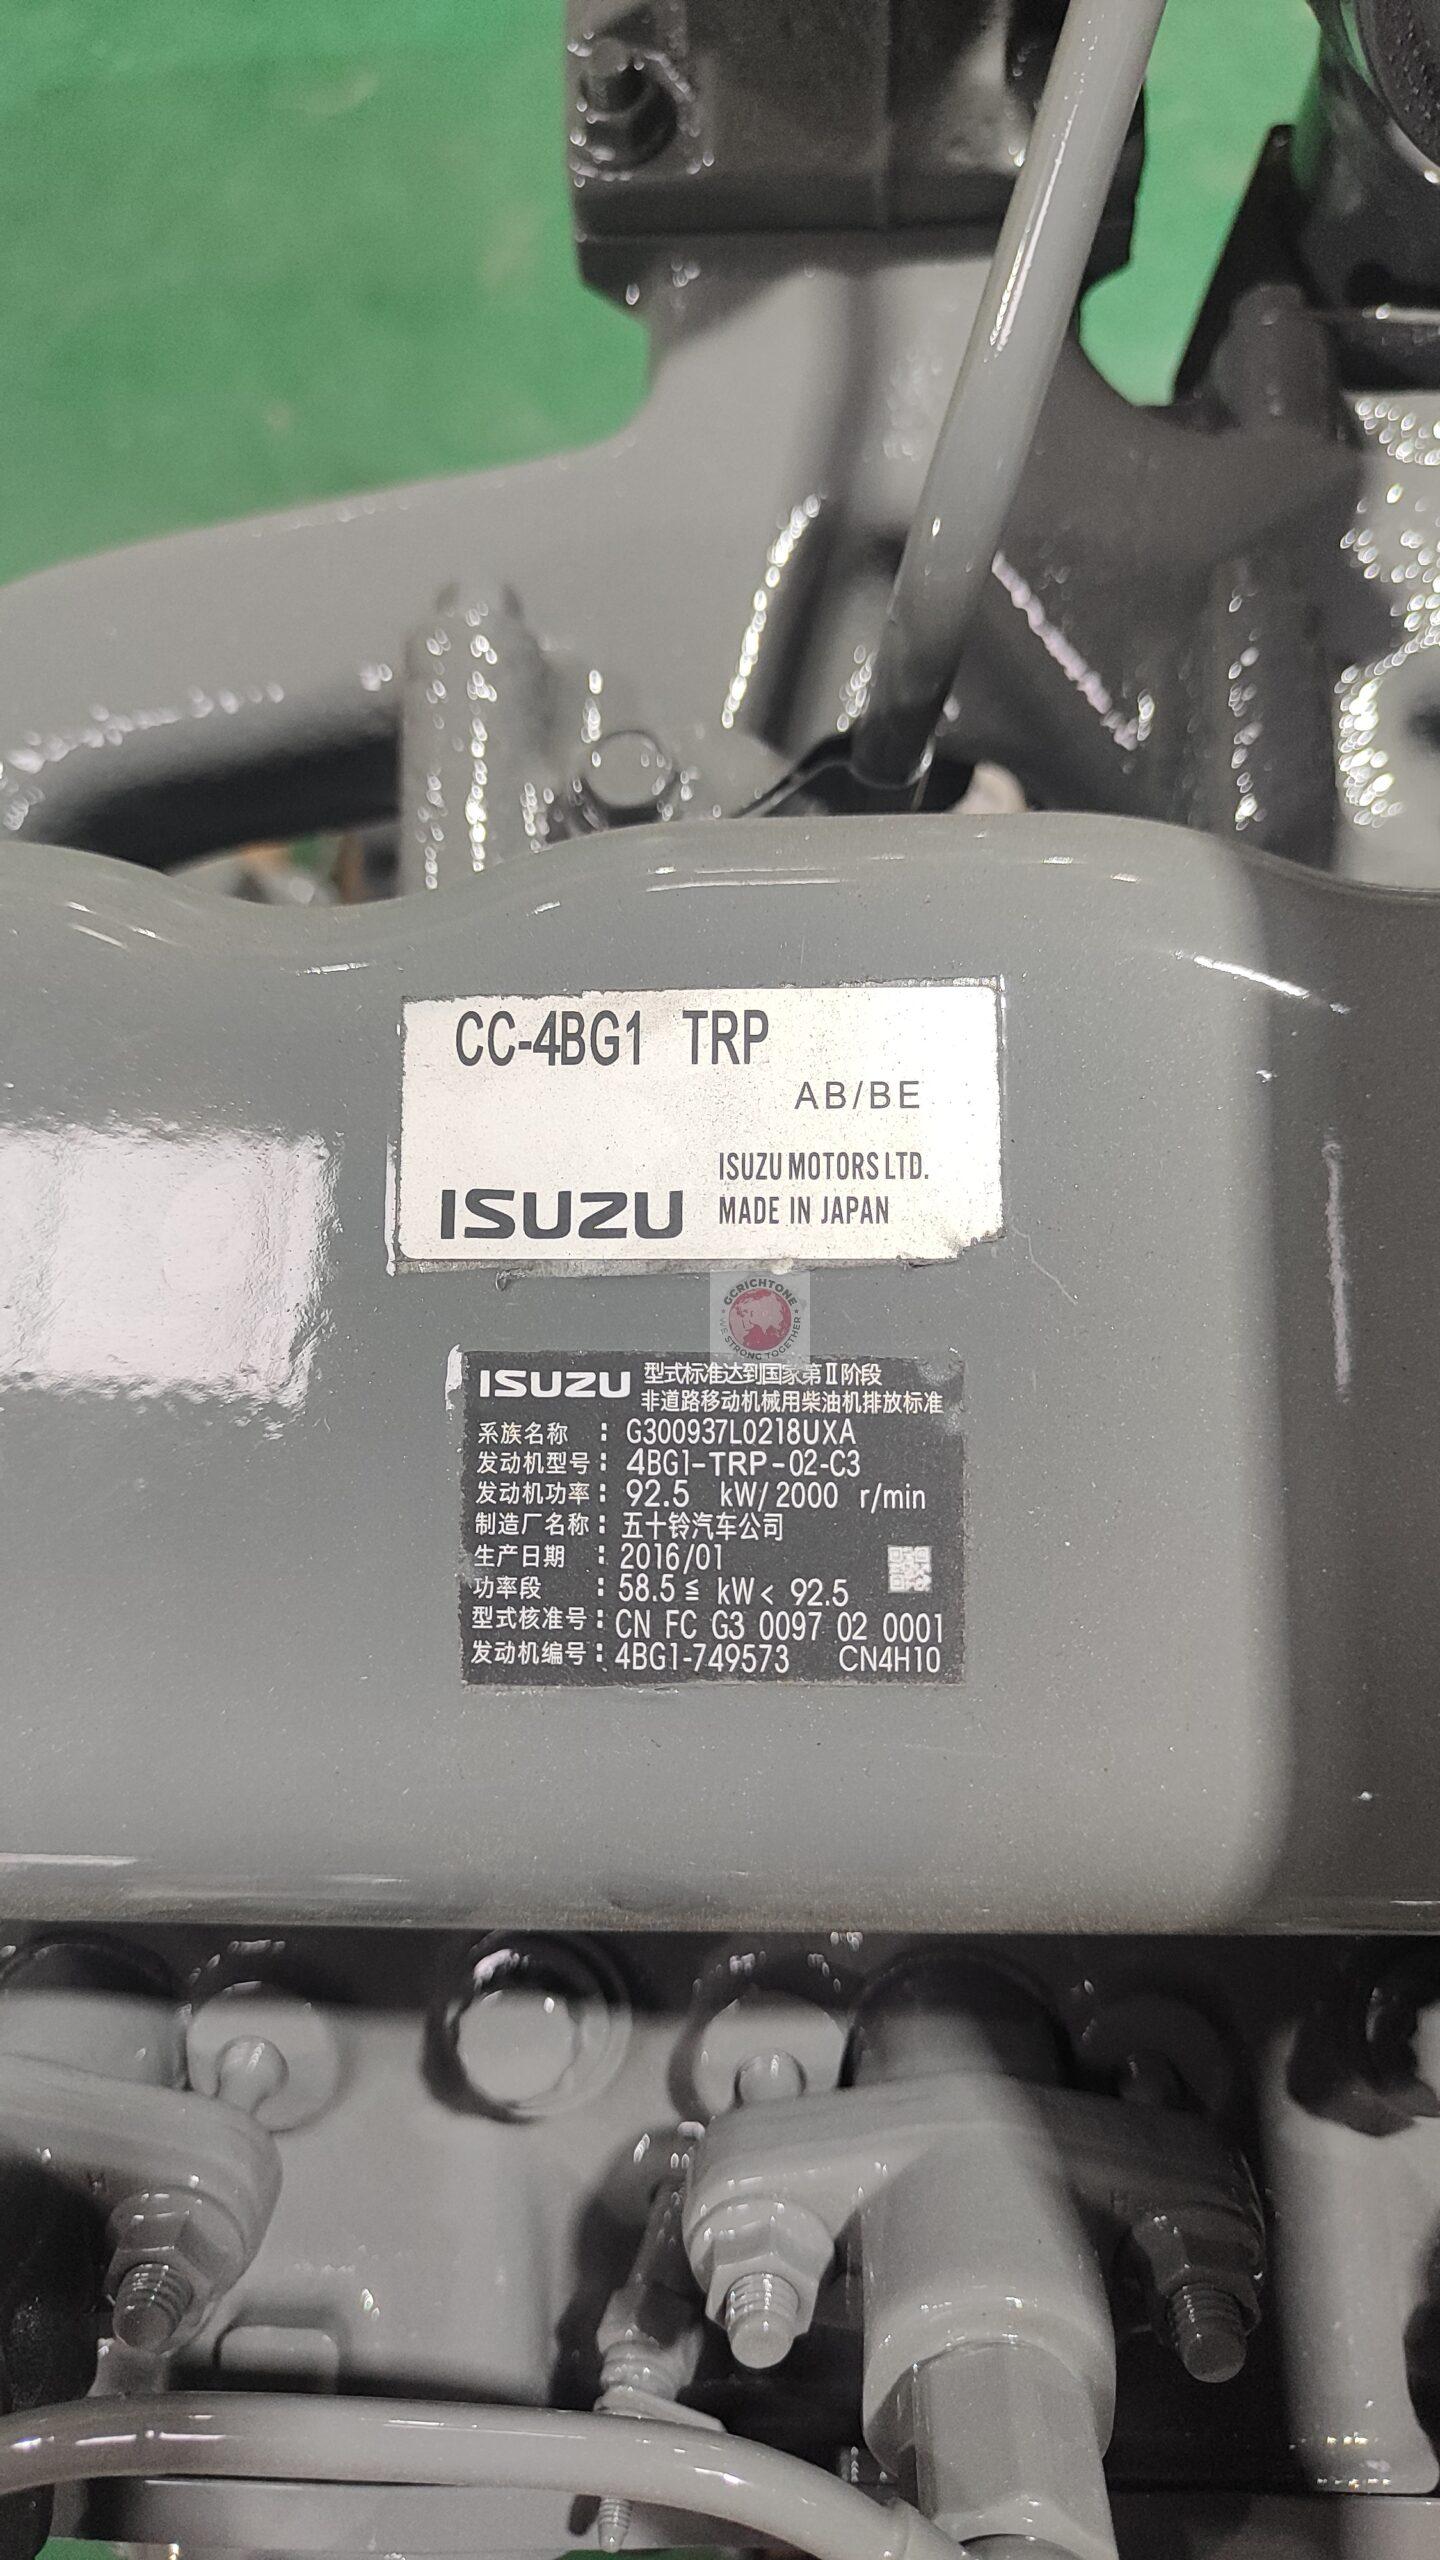 CC-4BG1 TRP
AB/BE
ISUZU MOTORS LTD.
ISUZU MADE IN JAPAN
GCRICHTONE
WE STRONG TOGETHER
ISUZU 型式标准达到国家第Ⅱ阶段
非道路移动机械用柴油机排放标准
系族名称 : G300937L0218UXA
发动机型号 : 4BG1-TRP-02-C3
发动机功率 : 92.5 kW/2000 r/min
制造厂名称 : 五十铃汽车公司
生产日期 : 2016/01
功率段 : 58.5 ≦ kW < 92.5
型式核准号 : CN FC G3 0097 02 0001
发动机编号 : 4BG1-749573 CN4H10